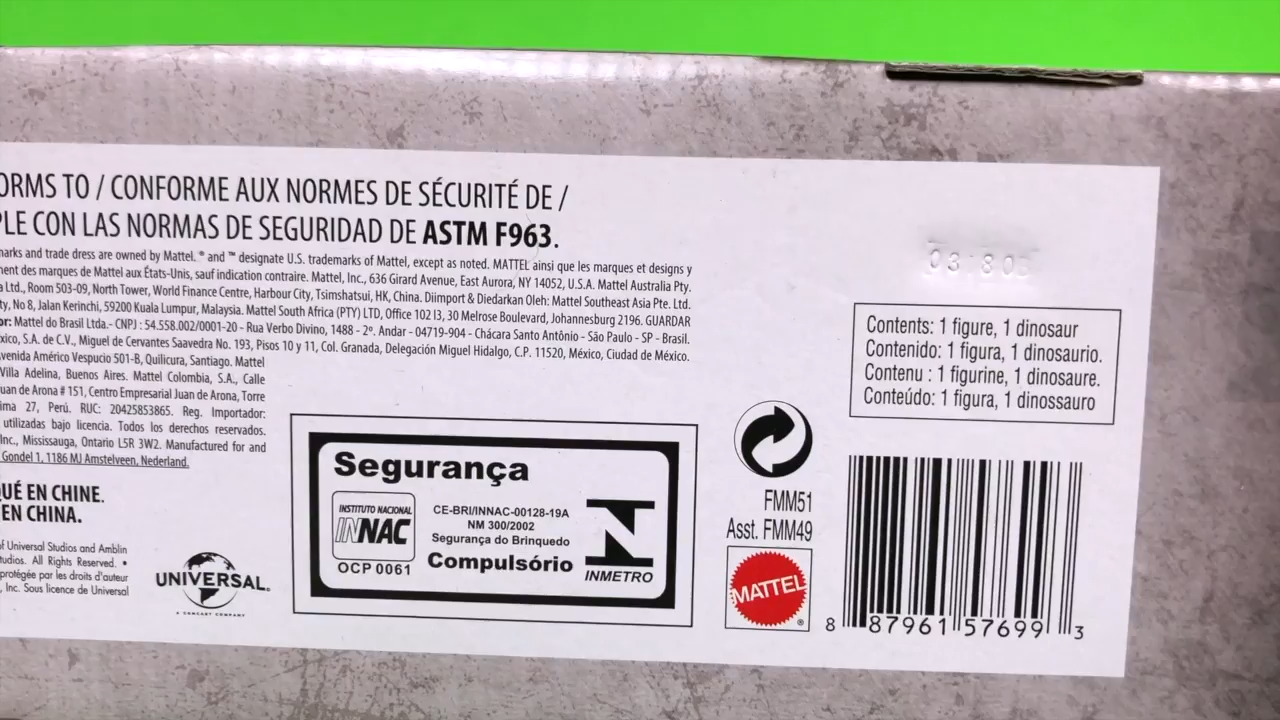 ORMS TO / CONFORME AUX NORMES DE SÉCURITÉ DE /
PLE CON LAS NORMAS DE SEGURIDAD DE ASTM F963.
marks and trade dress are owned by Mattel. ® and ™ designate U.S. trademarks of Mattel, except as noted. MATTEL ainsi que les marques et designs y
ment des marques de Mattel aux États-Unis, sauf indication contraire. Mattel, Inc., 636 Girard Avenue, East Aurora, NY 14052, U.S.A. Mattel Australia Pty.
a Ltd., Room 503-09, North Tower, World Finance Centre, Harbour City, Tsimshatsui, HK, China. Diimport & Diedarkan Oleh: Mattel Southeast Asia Pte. Ltd.
ty, No 8, Jalan Kerinchi, 59200 Kuala Lumpur, Malaysia. Mattel South Africa (PTY) LTD, Office 102 I3, 30 Melrose Boulevard, Johannesburg 2196. GUARDAR
or: Mattel do Brasil Ltda.- CNPJ : 54.558.002/0001-20 - Rua Verbo Divino, 1488 - 2º. Andar - 04719-904 - Chácara Santo Antônio - São Paulo - SP - Brasil.
xico, S.A. de C.V., Miguel de Cervantes Saavedra No. 193, Pisos 10 y 11, Col. Granada, Delegación Miguel Hidalgo, C.P. 11520, México, Ciudad de México.
venida Américo Vespucio 501-B, Quilicura, Santiago. Mattel
Villa Adelina, Buenos Aires. Mattel Colombia, S.A., Calle
uan de Arona # 151, Centro Empresarial Juan de Arona, Torre
ima 27, Perú. RUC: 20425853865. Reg. Importador:
utilizadas bajo licencia. Todos los derechos reservados.
Inc., Mississauga, Ontario L5R 3W2. Manufactured for and
Gondel 1, 1186 MJ Amstelveen, Nederland.
UÉ EN CHINE.
EN CHINA.
of Universal Studios and Amblin
tudios. All Rights Reserved. •
protégée par les droits d'auteur
, Inc. Sous licence de Universal
UNIVERSAL
A COMCAST COMPANY
Segurança
INSTITUTO NACIONAL
INNAC
OCP 0061
CE-BRI/INNAC-00128-19A
NM 300/2002
Segurança do Brinquedo
Compulsório
INMETRO
FMM51
Asst. FMM49
MATTEL ®
Contents: 1 figure, 1 dinosaur
Contenido: 1 figura, 1 dinosaurio.
Contenu : 1 figurine, 1 dinosaure.
Conteúdo: 1 figura, 1 dinossauro
8 87961 57699 3